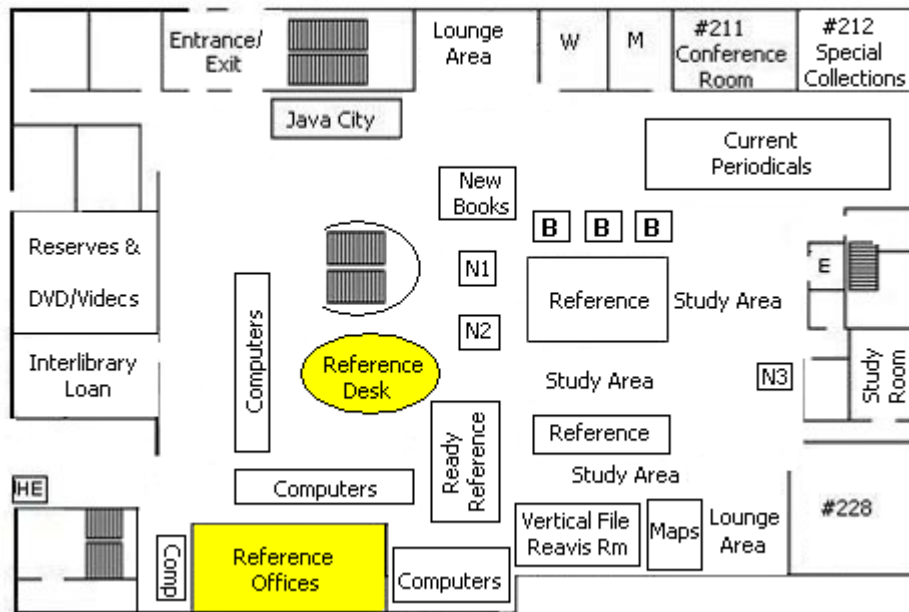 Entrance/
Exit
Lounge
Area
W
M
#211
Conference
Room
#212
Special
Collections
Java City
Current
Periodicals
New
Books
B
B
B
Reserves &
DVD/Videcs
N1
Reference
Study Area
E
N2
Interlibrary
Loan
Computers
Reference
Desk
Study Area
N3
Study
Room
Ready
Reference
Reference
Study Area
HE
Computers
Vertical File
Reavis Rm
Maps
Lounge
Area
#228
Comp
Reference
Offices
Computers